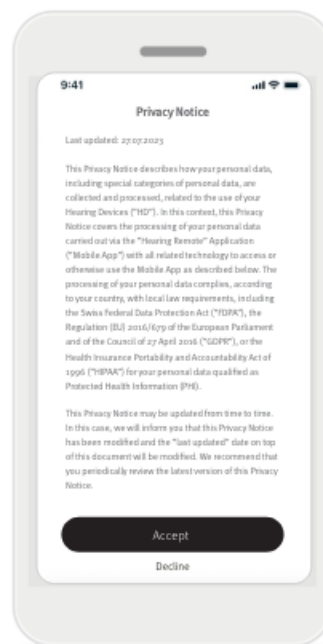 9:41
Privacy Notice
Last updated: 27.07.2023
This Privacy Notice describes how your personal data,
including special categories of personal data, are
collected and processed, related to the use of your
Hearing Devices ("HD"). In this context, this Privacy
Notice covers the processing of your personal data
carried out via the "Hearing Remote" Application
("Mobile App") with all related technology to access or
otherwise use the Mobile App as described below. The
processing of your personal data complies, according
to your country, with local law requirements, including
the Swiss Federal Data Protection Act ("FDPA"), the
Regulation (EU) 2016/679 of the European Parliament
and of the Council of 27 April 2016 ("GDPR"), or the
Health Insurance Portability and Accountability Act of
1996 ("HIPAA") for your personal data qualified as
Protected Health Information (PHI).
This Privacy Notice may be updated from time to time.
In this case, we will inform you that this Privacy Notice
has been modified and the "last updated" date on top
of this document will be modified. We recommend that
you periodically review the latest version of this Privacy
Notice.
Accept
Decline